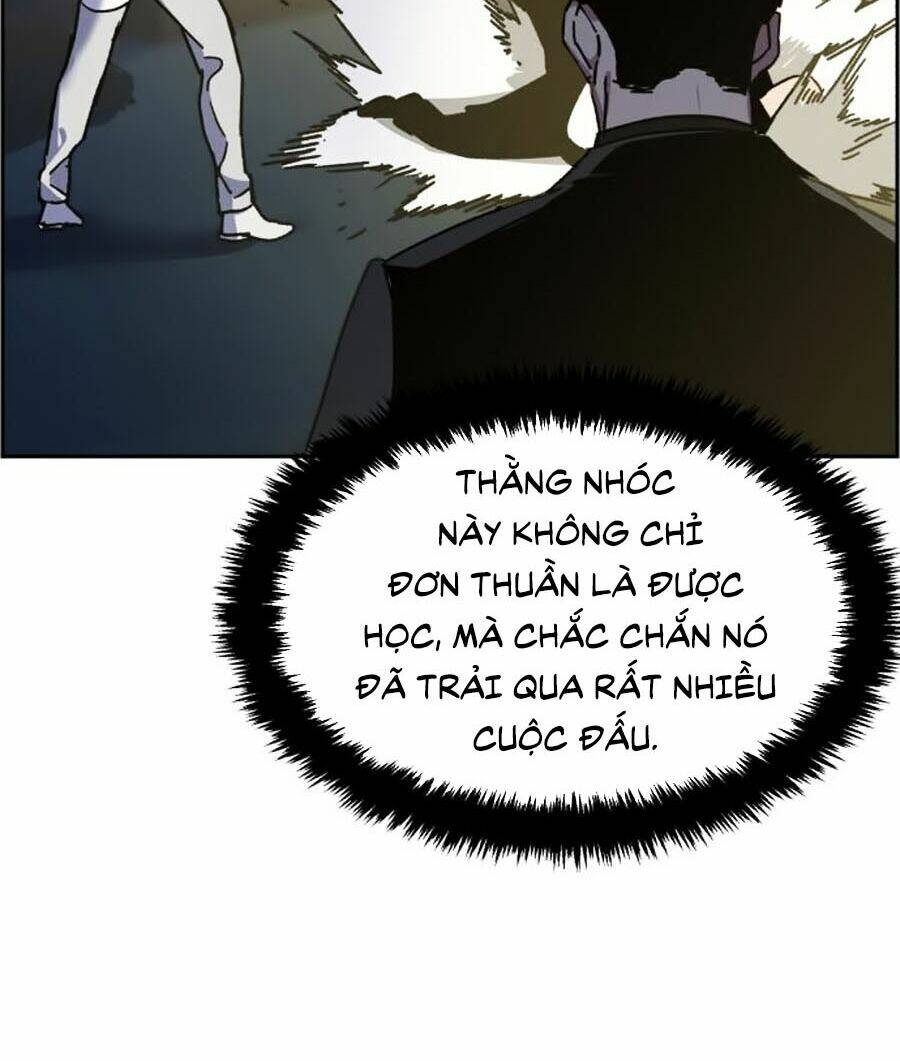 THẰNG NHÓC
NÀY KHÔNG CHỈ
ĐƠN THUẦN LÀ ĐƯỢC
HỌC, MÀ CHẮC CHẮN NÓ
ĐÃ TRẢI QUA RẤT NHIỀU
CUỘC ĐẤU.